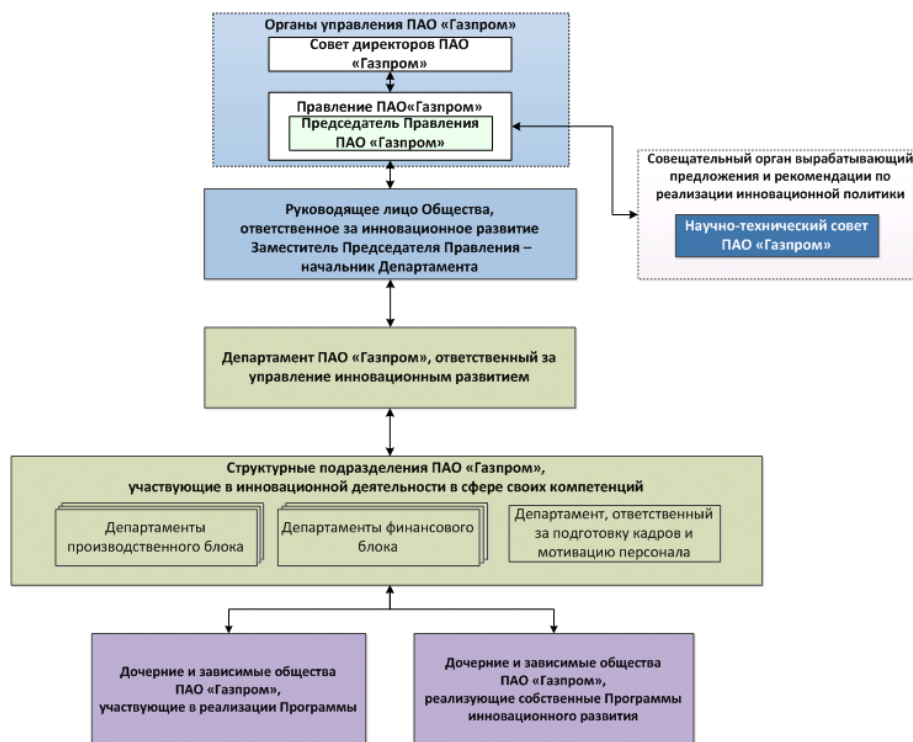 Органы управления ПАО «Газпром»
Совет директоров ПАО
«Газпром»
Правление ПАО«Газпром»
Председатель Правления
ПАО «Газпром»
Совещательный орган вырабатывающий
предложения и рекомендации по
реализации инновационной политики
Научно-технический совет
ПАО «Газпром»
Руководящее лицо Общества,
ответственное за инновационное развитие
Заместитель Председателя Правления –
начальник Департамента
Департамент ПАО «Газпром», ответственный за
управление инновационным развитием
Структурные подразделения ПАО «Газпром»,
участвующие в инновационной деятельности в сфере своих компетенций
Департаменты
производственного блока
Департаменты финансового
блока
Департамент, ответственный
за подготовку кадров и
мотивацию персонала
Дочерние и зависимые общества
ПАО «Газпром»,
участвующие в реализации Программы
Дочерние и зависимые общества
ПАО «Газпром»,
реализующие собственные Программы
инновационного развития